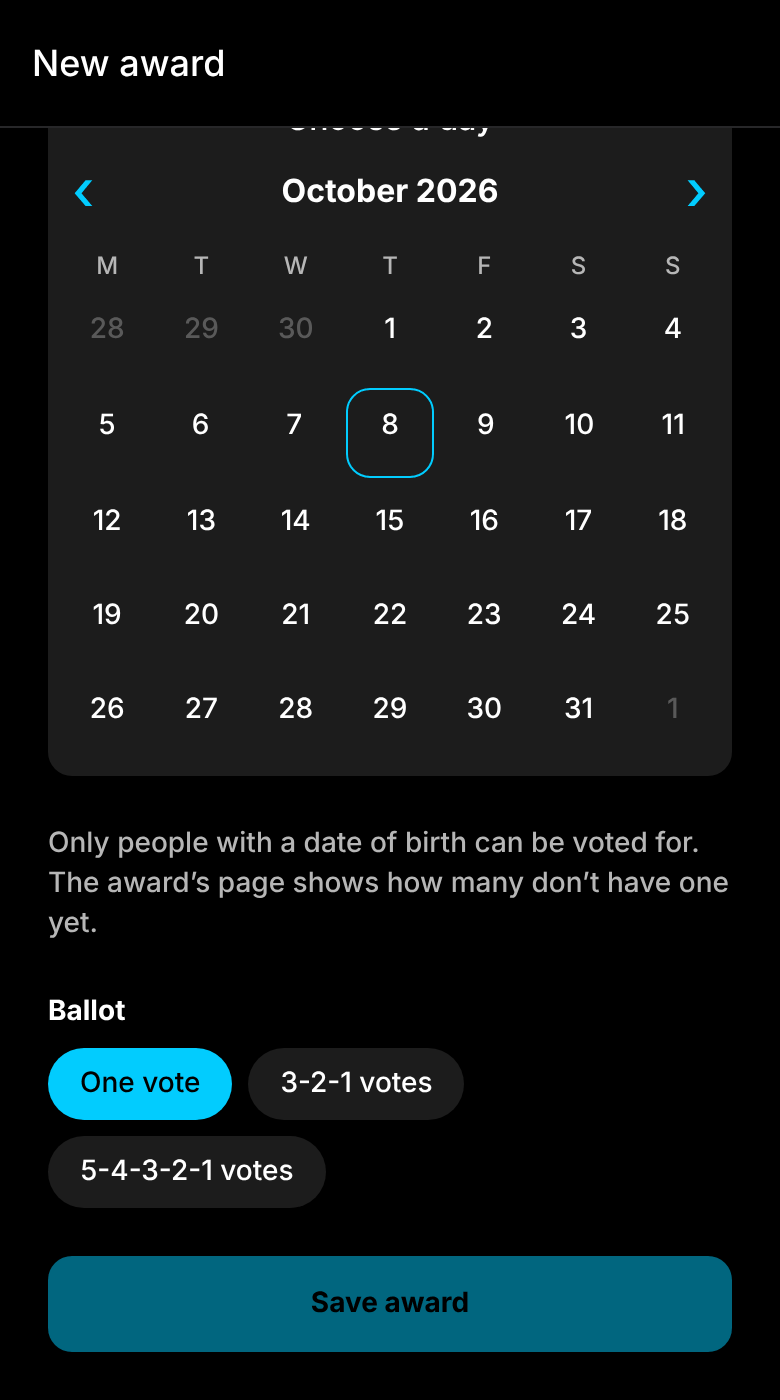 New award
Choose a day
October 2026
M T W T F S S
28 29 30 1 2 3 4
5 6 7 8 9 10 11
12 13 14 15 16 17 18
19 20 21 22 23 24 25
26 27 28 29 30 31 1
Only people with a date of birth can be voted for.
The award’s page shows how many don’t have one
yet.
Ballot
One vote
3-2-1 votes
5-4-3-2-1 votes
Save award